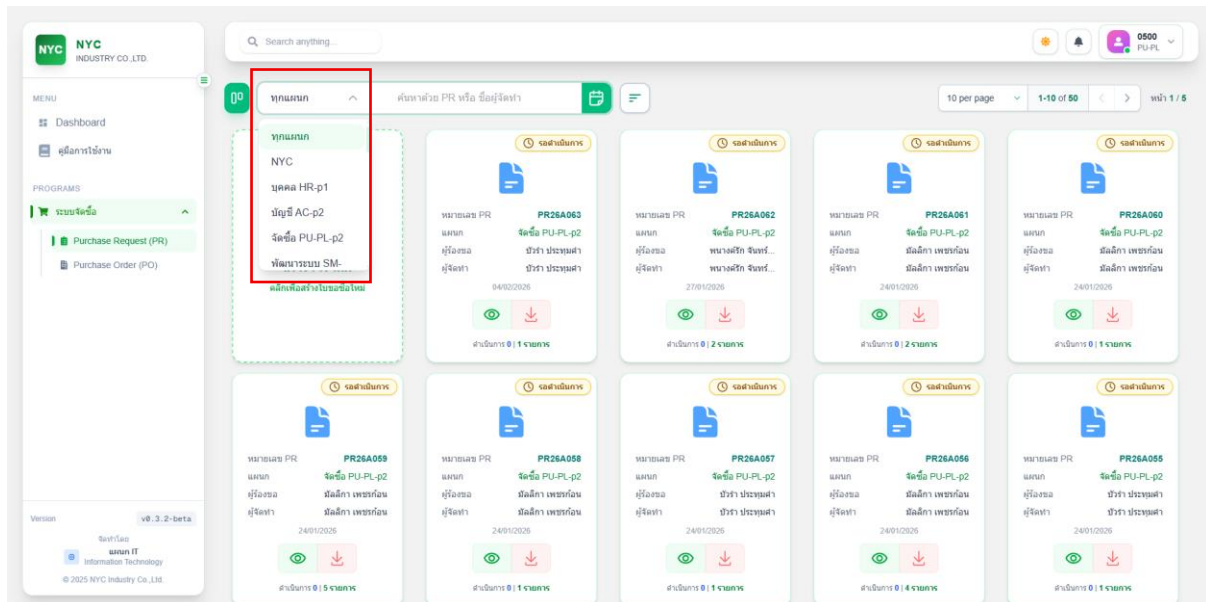 NYC
NYC
INDUSTRY CO.,LTD.
Search anything...
0500
PU-PL
MENU
Dashboard
คู่มือการใช้งาน
PROGRAMS
ระบบจัดซื้อ
Purchase Request (PR)
Purchase Order (PO)
ทุกแผนก
ค้นหาด้วย PR หรือ ชื่อผู้จัดทำ
10 per page
1-10 of 50
หน้า 1 / 5
ทุกแผนก
NYC
บุคคล HR-p1
บัญชี AC-p2
จัดซื้อ PU-PL-p2
พัฒนาระบบ SM-
คลิกเพื่อสร้างใบขอซื้อใหม่
รอดำเนินการ
หมายเลข PR PR26A063
แผนก จัดซื้อ PU-PL-p2
ผู้ร้องขอ บัวรำ ประทุมคำ
ผู้จัดทำ บัวรำ ประทุมคำ
04/02/2026
ดำเนินการ 0 | 1 รายการ
รอดำเนินการ
หมายเลข PR PR26A062
แผนก จัดซื้อ PU-PL-p2
ผู้ร้องขอ
ผู้จัดทำ
27/01/2026
ดำเนินการ 0 | 2 รายการ
รอดำเนินการ
หมายเลข PR PR26A061
แผนก จัดซื้อ PU-PL-p2
ผู้ร้องขอ มัลลิกา เพชรก้อน
ผู้จัดทำ มัลลิกา เพชรก้อน
24/01/2026
ดำเนินการ 0 | 2 รายการ
รอดำเนินการ
หมายเลข PR PR26A060
แผนก จัดซื้อ PU-PL-p2
ผู้ร้องขอ มัลลิกา เพชรก้อน
ผู้จัดทำ มัลลิกา เพชรก้อน
24/01/2026
ดำเนินการ 0 | 1 รายการ
รอดำเนินการ
หมายเลข PR PR26A059
แผนก จัดซื้อ PU-PL-p2
ผู้ร้องขอ มัลลิกา เพชรก้อน
ผู้จัดทำ มัลลิกา เพชรก้อน
24/01/2026
ดำเนินการ 0 | 5 รายการ
รอดำเนินการ
หมายเลข PR PR26A058
แผนก จัดซื้อ PU-PL-p2
ผู้ร้องขอ มัลลิกา เพชรก้อน
ผู้จัดทำ มัลลิกา เพชรก้อน
24/01/2026
ดำเนินการ 0 | 1 รายการ
รอดำเนินการ
หมายเลข PR PR26A057
แผนก จัดซื้อ PU-PL-p2
ผู้ร้องขอ บัวรำ ประทุมคำ
ผู้จัดทำ บัวรำ ประทุมคำ
24/01/2026
ดำเนินการ 0 | 1 รายการ
รอดำเนินการ
หมายเลข PR PR26A056
แผนก จัดซื้อ PU-PL-p2
ผู้ร้องขอ มัลลิกา เพชรก้อน
ผู้จัดทำ มัลลิกา เพชรก้อน
24/01/2026
ดำเนินการ 0 | 4 รายการ
รอดำเนินการ
หมายเลข PR PR26A055
แผนก จัดซื้อ PU-PL-p2
ผู้ร้องขอ บัวรำ ประทุมคำ
ผู้จัดทำ บัวรำ ประทุมคำ
24/01/2026
ดำเนินการ 0 | 1 รายการ
Version v0.3.2-beta
จัดทำโดย
แผนก IT
Information Technology
© 2025 NYC Industry Co.,Ltd